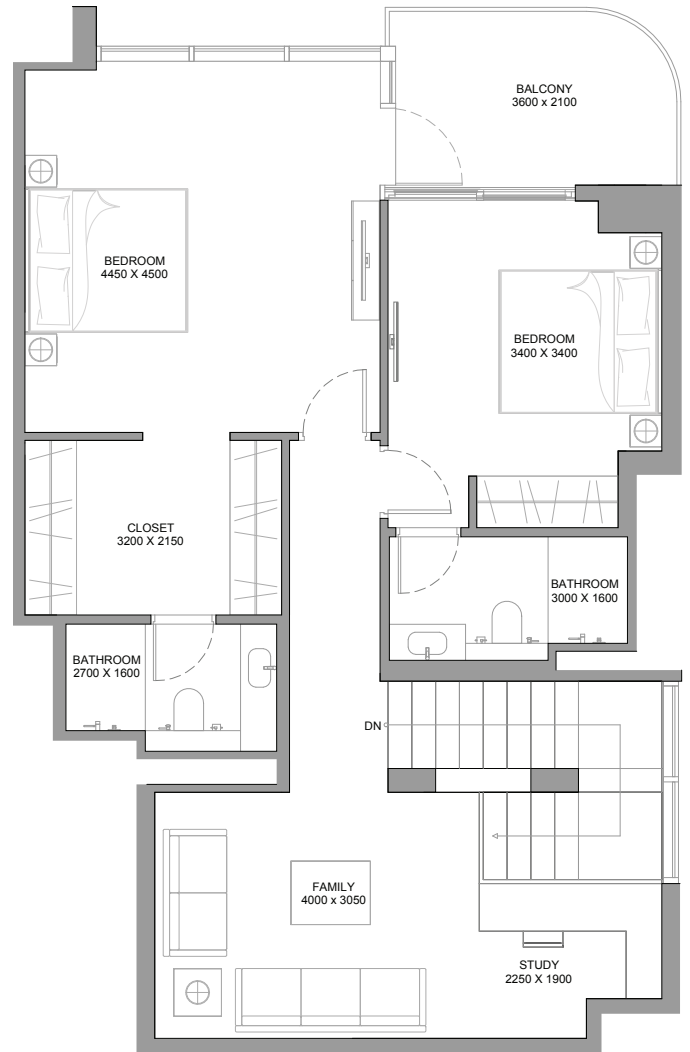 BALCONY
3600 x 2100
BEDROOM
4450 X 4500
BEDROOM
3400 X 3400
CLOSET
3200 X 2150
BATHROOM
3000 X 1600
BATHROOM
2700 X 1600
DN
FAMILY
4000 x 3050
STUDY
2250 X 1900